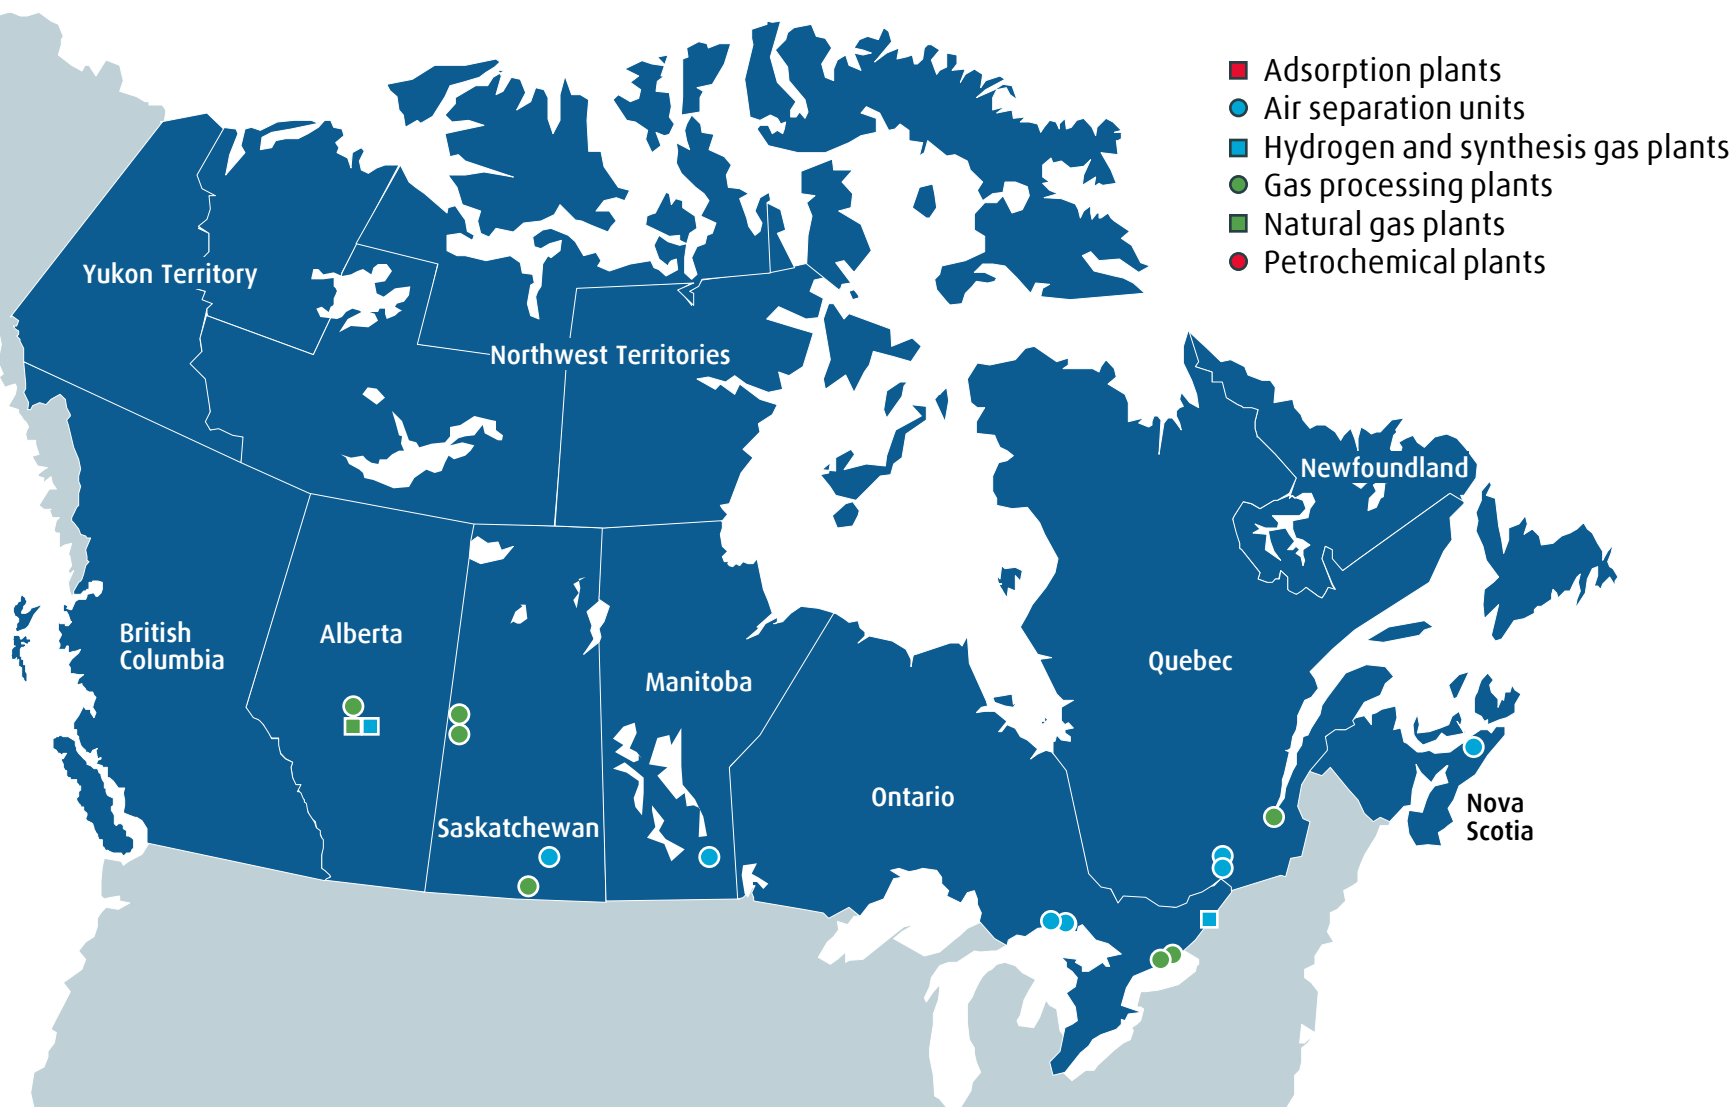 Adsorption plants
Air separation units
Hydrogen and synthesis gas plants
Gas processing plants
Natural gas plants
Petrochemical plants
Yukon Territory
Northwest Territories
Newfoundland
British
Columbia
Alberta
Manitoba
Quebec
Ontario
Saskatchewan
Nova
Scotia